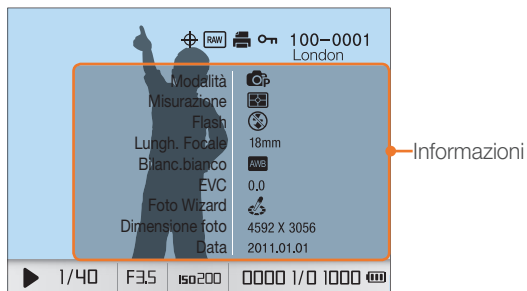 RAW 100-0001
London
Modalità P
Misurazione
Flash
Lungh. Focale 18mm
Bilanc.bianco AWB
EVC 0.0
Foto Wizard
Dimensione foto 4592 X 3056
Data 2011.01.01
Informazioni
1/40 F3.5 ISO200 0000 1/0 1000